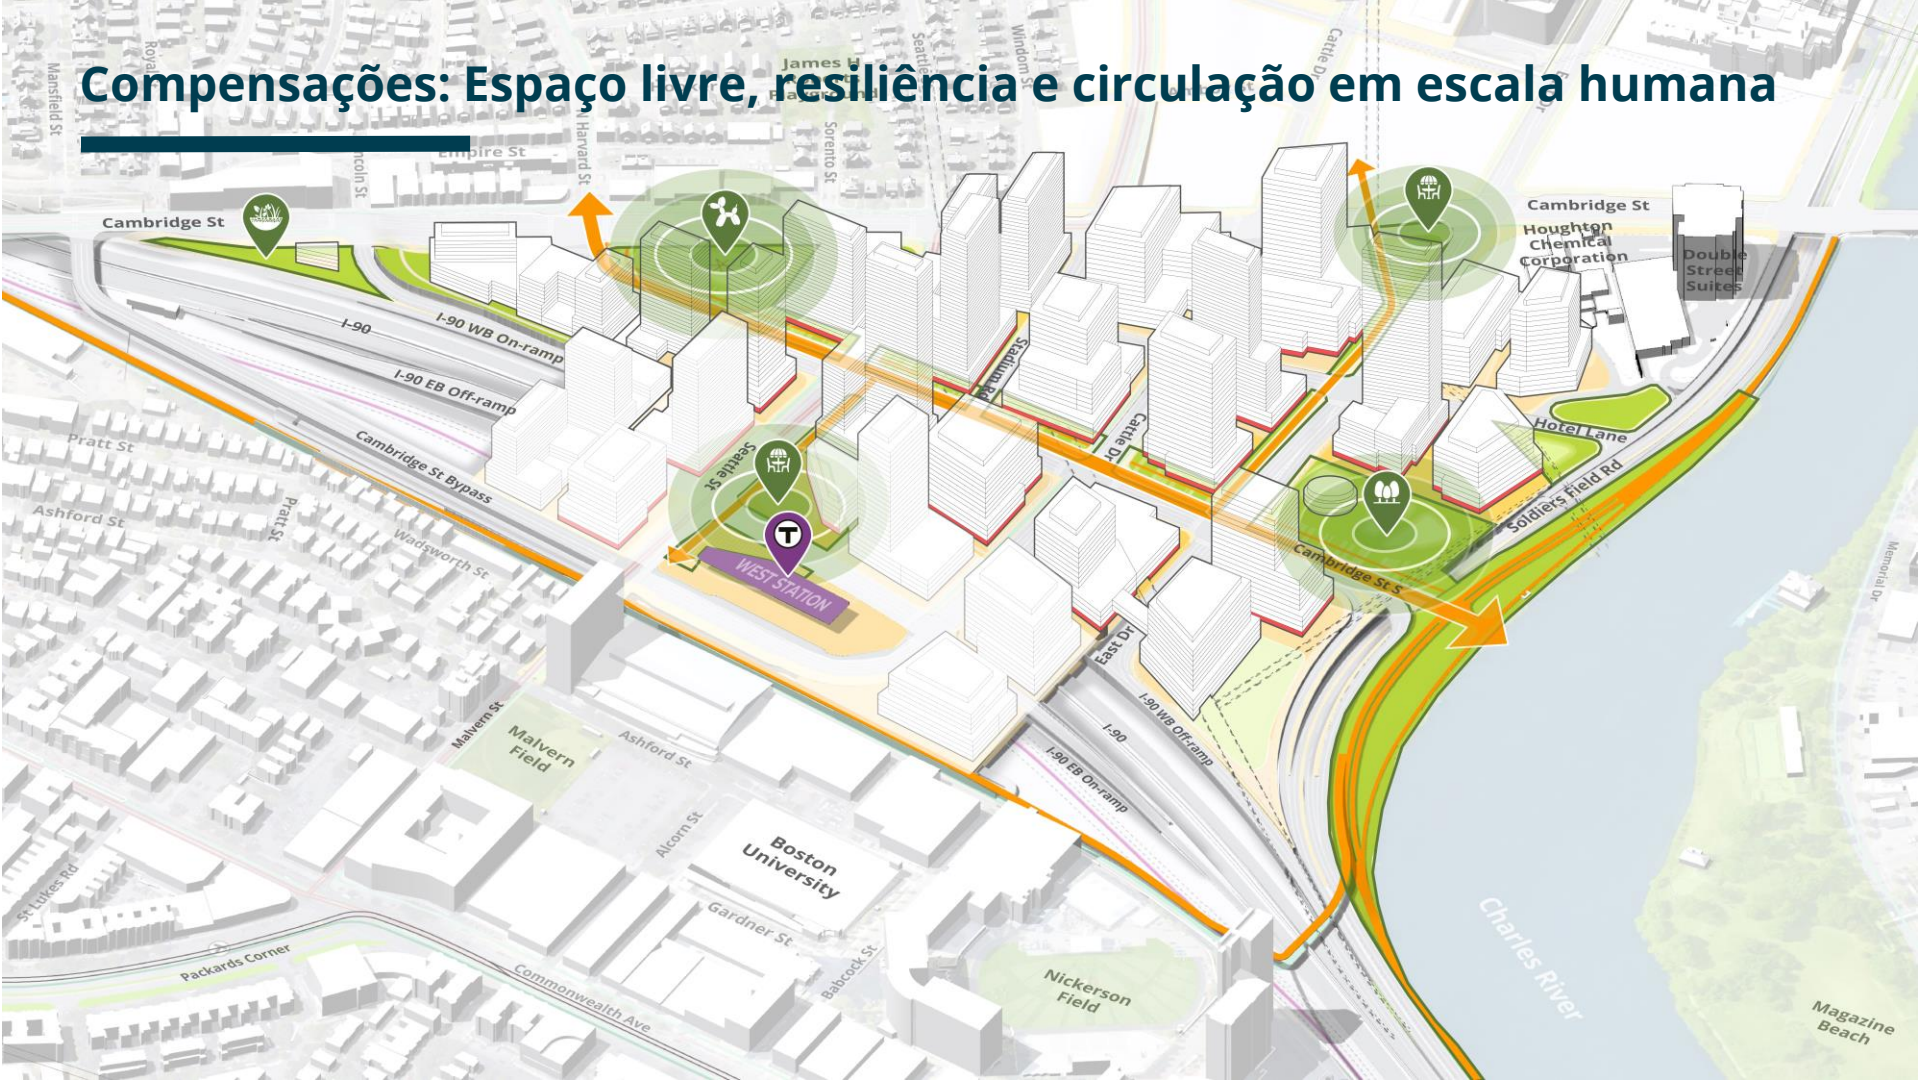 Compensações: Espaço livre, resiliência e circulação em escala humana
Mansfield St
Empire St
N Harvard St
Sorento St
Windom St
Cattle Dr
James H
Cambridge St
Cambridge St
Houghton
Chemical
Corporation
Double
Street
Suites
I-90
I-90 WB On-ramp
I-90 EB Off-ramp
Cambridge St Bypass
Stadium Rd
Cattle Dr
Seattle St
Hotel Lane
Soldiers Field Rd
Cambridge St S
T
WEST STATION
East Dr
Pratt St
Pratt St
Ashford St
Wadsworth St
Malvern St
Malvern
Field
Ashford St
Alcorn St
Boston
University
Gardner St
Babcock St
St Lukes Rd
Packards Corner
Commonwealth Ave
Nickerson
Field
I-90
I-90 WB Off-ramp
I-90 EB On-ramp
Charles River
Memorial Dr
Magazine
Beach